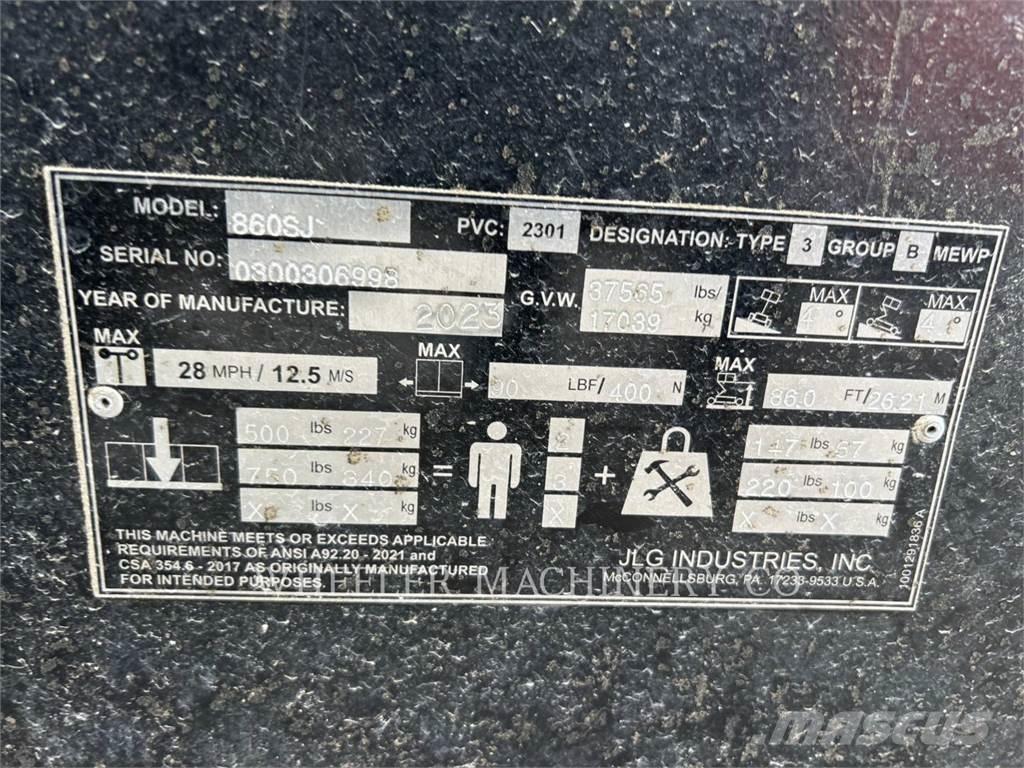 MODEL: 860SJ PVC: 2301 DESIGNATION: TYPE 3 GROUP B MEWP
SERIAL NO: 0300306998
YEAR OF MANUFACTURE: 2023 G.V.W. 37565 lbs/ 17039 kg MAX 4° MAX 4°
MAX 28 MPH / 12.5 M/S MAX 90 LBF/ 400 N MAX 86.0 FT/26.21 M
500 lbs 227 kg 2 147 lbs 67 kg
750 lbs 340 kg = 3 + 220 lbs 100 kg
X lbs X kg X X lbs X kg
THIS MACHINE MEETS OR EXCEEDS APPLICABLE
REQUIREMENTS OF ANSI A92.20 - 2021 and
CSA 354.6 - 2017 AS ORIGINALLY MANUFACTURED
FOR INTENDED PURPOSES.
JLG INDUSTRIES, INC.
McCONNELLSBURG, PA. 17233-9533 U.S.A.
1001291836 A
WHEELER MACHINERY CO.
mascus